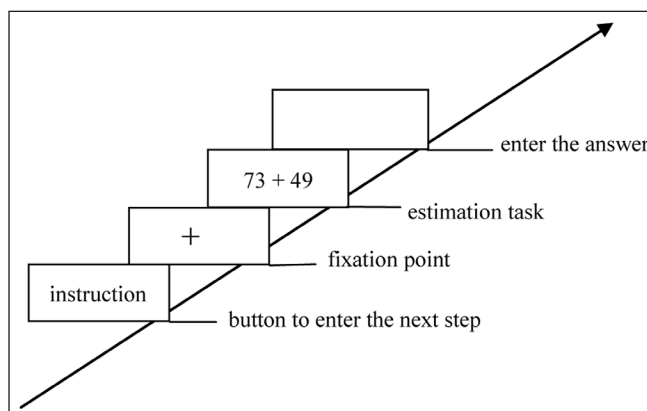 enter the answer
73 + 49
estimation task
+
fixation point
instruction
button to enter the next step